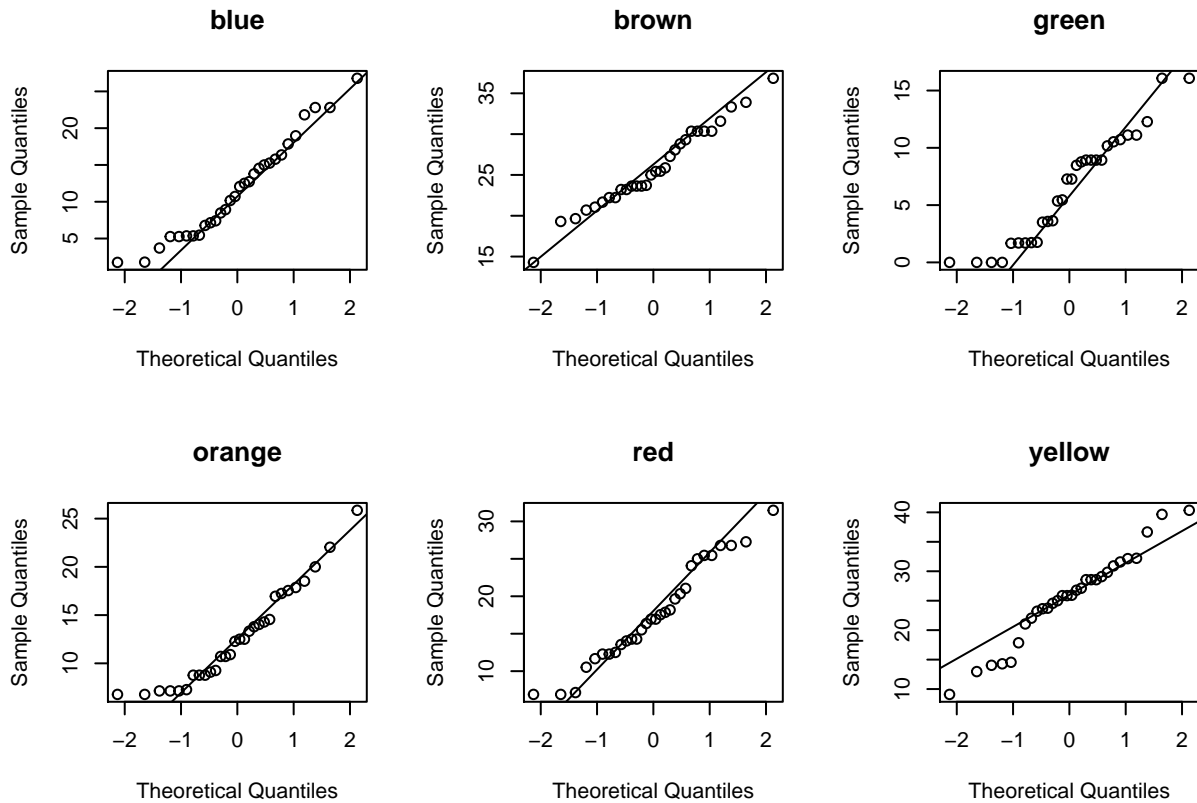 blue
Sample Quantiles
5 10 20
−2 −1 0 1 2
Theoretical Quantiles
brown
Sample Quantiles
15 25 35
−2 −1 0 1 2
Theoretical Quantiles
green
Sample Quantiles
0 5 10 15
−2 −1 0 1 2
Theoretical Quantiles
orange
Sample Quantiles
10 15 20 25
−2 −1 0 1 2
Theoretical Quantiles
red
Sample Quantiles
10 20 30
−2 −1 0 1 2
Theoretical Quantiles
yellow
Sample Quantiles
10 20 30 40
−2 −1 0 1 2
Theoretical Quantiles